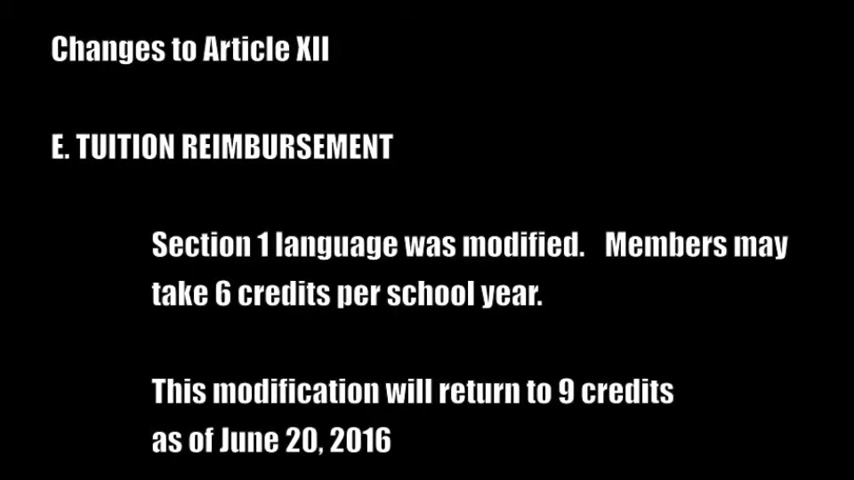 Changes to Article XII
E. TUITION REIMBURSEMENT
Section 1 language was modified. Members may
take 6 credits per school year.
This modification will return to 9 credits
as of June 20, 2016